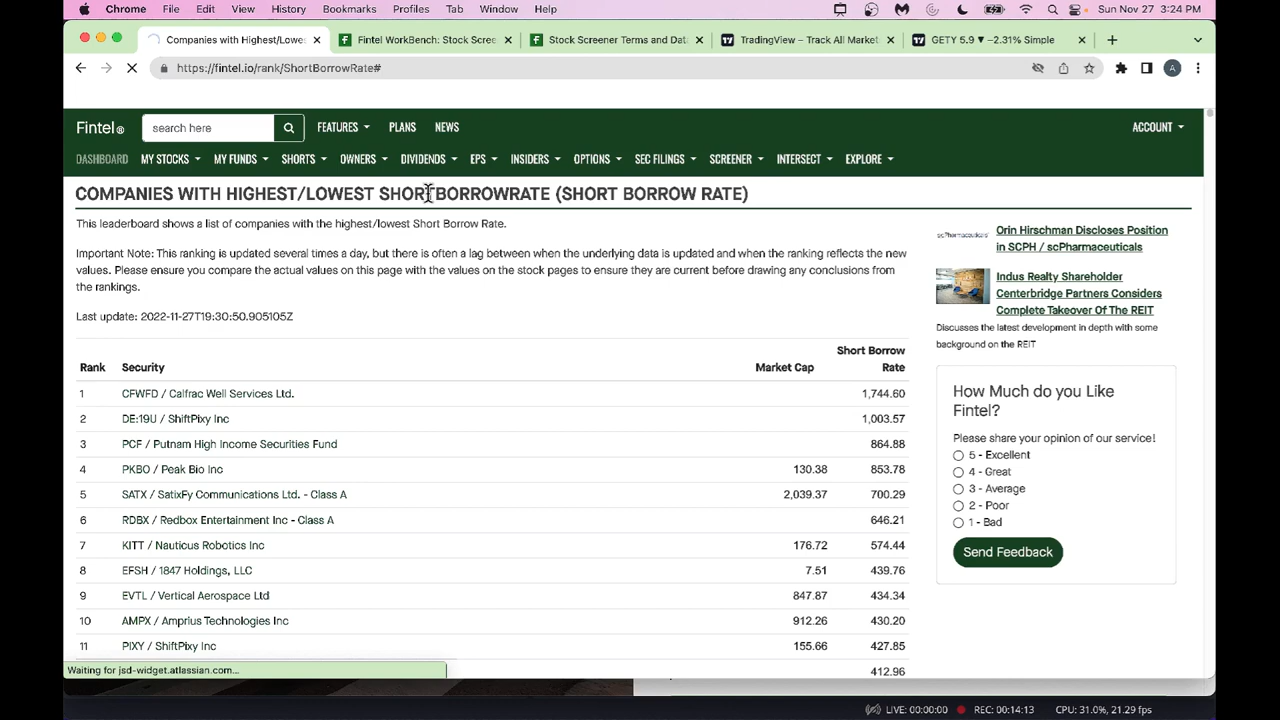 Chrome File Edit View History Bookmarks Profiles Tab Window Help Sun Nov 27 3:24 PM
Companies with Highest/Lowe Fintel WorkBench: Stock Scree Stock Screener Terms and Dat TradingView – Track All Market GETY 5.9 ▼ −2.31% Simple
https://fintel.io/rank/ShortBorrowRate# A
Fintel® search here FEATURES PLANS NEWS ACCOUNT
DASHBOARD MY STOCKS MY FUNDS SHORTS OWNERS DIVIDENDS EPS INSIDERS OPTIONS SEC FILINGS SCREENER INTERSECT EXPLORE
COMPANIES WITH HIGHEST/LOWEST SHORTBORROWRATE (SHORT BORROW RATE)
This leaderboard shows a list of companies with the highest/lowest Short Borrow Rate.
Important Note: This ranking is updated several times a day, but there is often a lag between when the underlying data is updated and when the ranking reflects the new
values. Please ensure you compare the actual values on this page with the values on the stock pages to ensure they are current before drawing any conclusions from
the rankings.
Last update: 2022-11-27T19:30:50.905105Z
Short Borrow
Rank Security Market Cap Rate
1 CFWFD / Calfrac Well Services Ltd. 1,744.60
2 DE:19U / ShiftPixy Inc 1,003.57
3 PCF / Putnam High Income Securities Fund 864.88
4 PKBO / Peak Bio Inc 130.38 853.78
5 SATX / SatixFy Communications Ltd. - Class A 2,039.37 700.29
6 RDBX / Redbox Entertainment Inc - Class A 646.21
7 KITT / Nauticus Robotics Inc 176.72 574.44
8 EFSH / 1847 Holdings, LLC 7.51 439.76
9 EVTL / Vertical Aerospace Ltd 847.87 434.34
10 AMPX / Amprius Technologies Inc 912.26 430.20
11 PIXY / ShiftPixy Inc 155.66 427.85
412.96
scPharmaceuticals
Orin Hirschman Discloses Position
in SCPH / scPharmaceuticals
Indus Realty Shareholder
Centerbridge Partners Considers
Complete Takeover Of The REIT
Discusses the latest development in depth with some
background on the REIT
How Much do you Like
Fintel?
Please share your opinion of our service!
5 - Excellent
4 - Great
3 - Average
2 - Poor
1 - Bad
Send Feedback
Waiting for jsd-widget.atlassian.com...
LIVE: 00:00:00 REC: 00:14:13 CPU: 31.0%, 21.29 fps